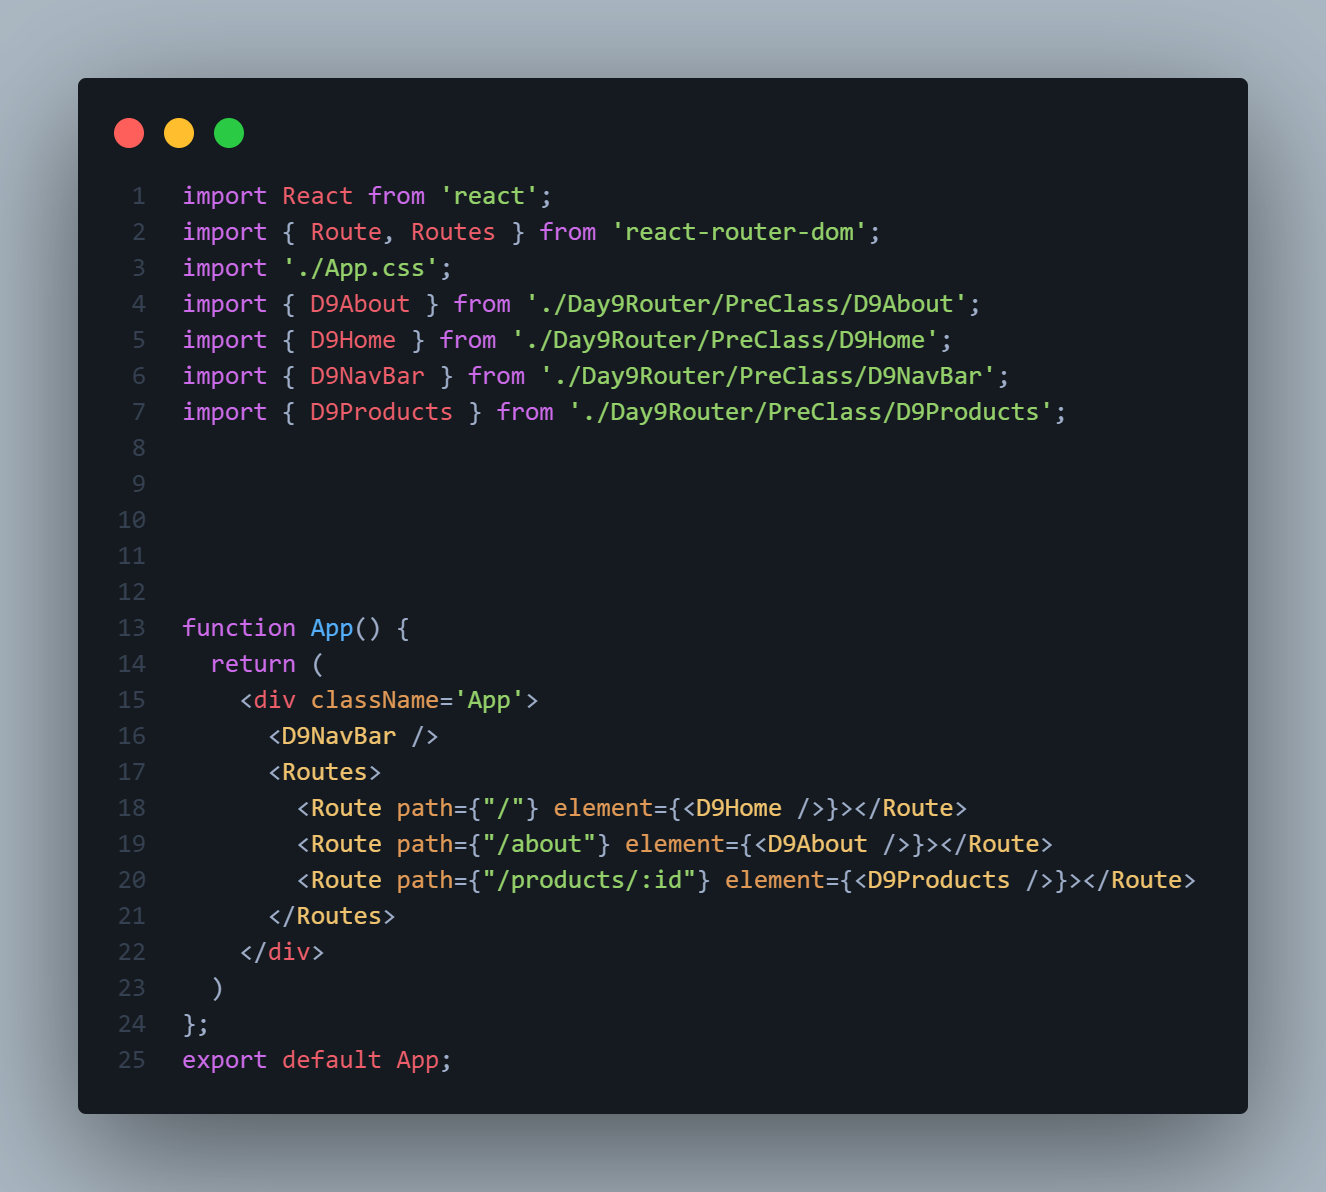 1 import React from 'react';
2 import { Route, Routes } from 'react-router-dom';
3 import './App.css';
4 import { D9About } from './Day9Router/PreClass/D9About';
5 import { D9Home } from './Day9Router/PreClass/D9Home';
6 import { D9NavBar } from './Day9Router/PreClass/D9NavBar';
7 import { D9Products } from './Day9Router/PreClass/D9Products';
8
9
10
11
12
13 function App() {
14   return (
15     <div className='App'>
16       <D9NavBar />
17       <Routes>
18         <Route path={"/"} element={<D9Home />}></Route>
19         <Route path={"/about"} element={<D9About />}></Route>
20         <Route path={"/products/:id"} element={<D9Products />}></Route>
21       </Routes>
22     </div>
23   )
24 };
25 export default App;